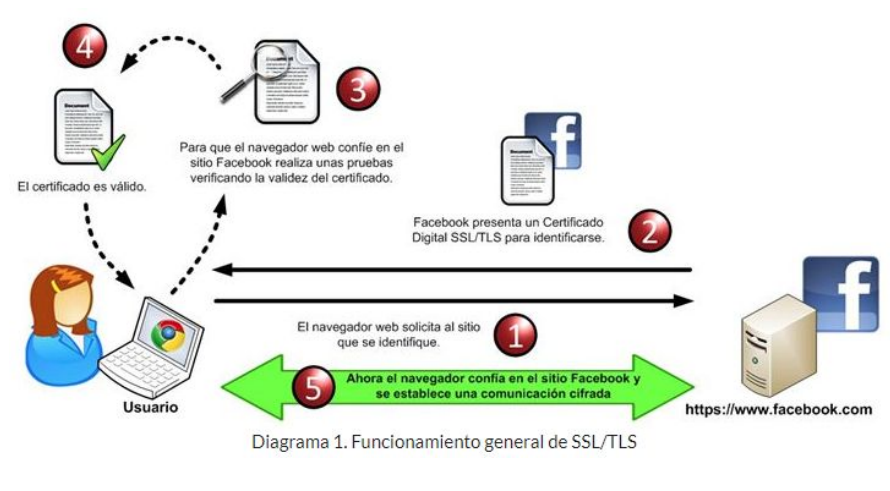 4
3
Document
Document
Para que el navegador web confíe en el
sitio Facebook realiza unas pruebas
verificando la validez del certificado.
El certificado es válido.
f
Document
Facebook presenta un Certificado
Digital SSL/TLS para identificarse.
2
f
El navegador web solicita al sitio
que se identifique.
1
5
Ahora el navegador confía en el sitio Facebook y
se establece una comunicación cifrada
Usuario
https://www.facebook.com
Diagrama 1. Funcionamiento general de SSL/TLS